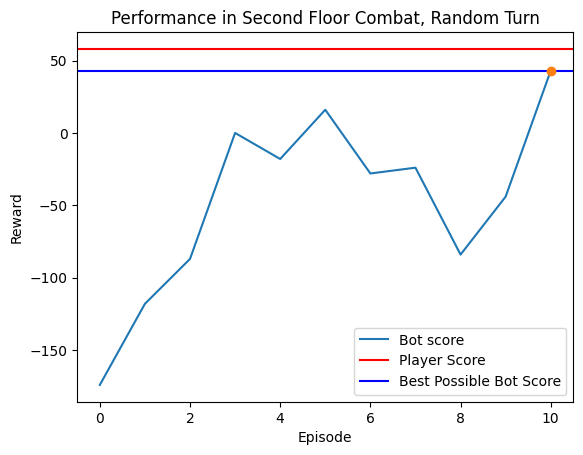 Performance in Second Floor Combat, Random Turn
50
0
−50
−100
−150
Reward
0 2 4 6 8 10
Episode
Bot score
Player Score
Best Possible Bot Score